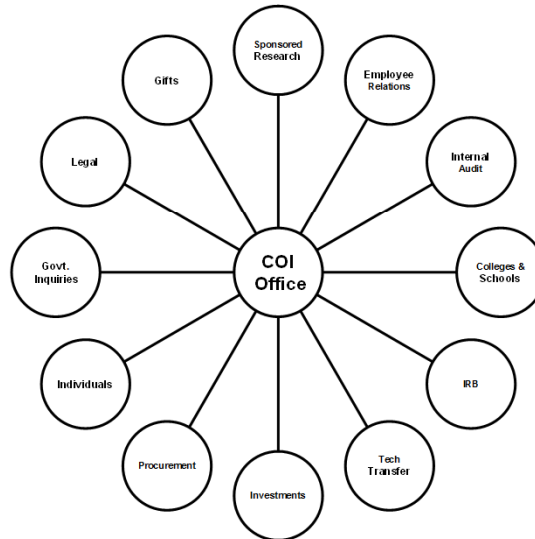 Sponsored
Research
Gifts
Employee
Relations
Legal
Internal
Audit
COI
Office
Govt.
Inquiries
Colleges &
Schools
Individuals
IRB
Procurement
Tech
Transfer
Investments